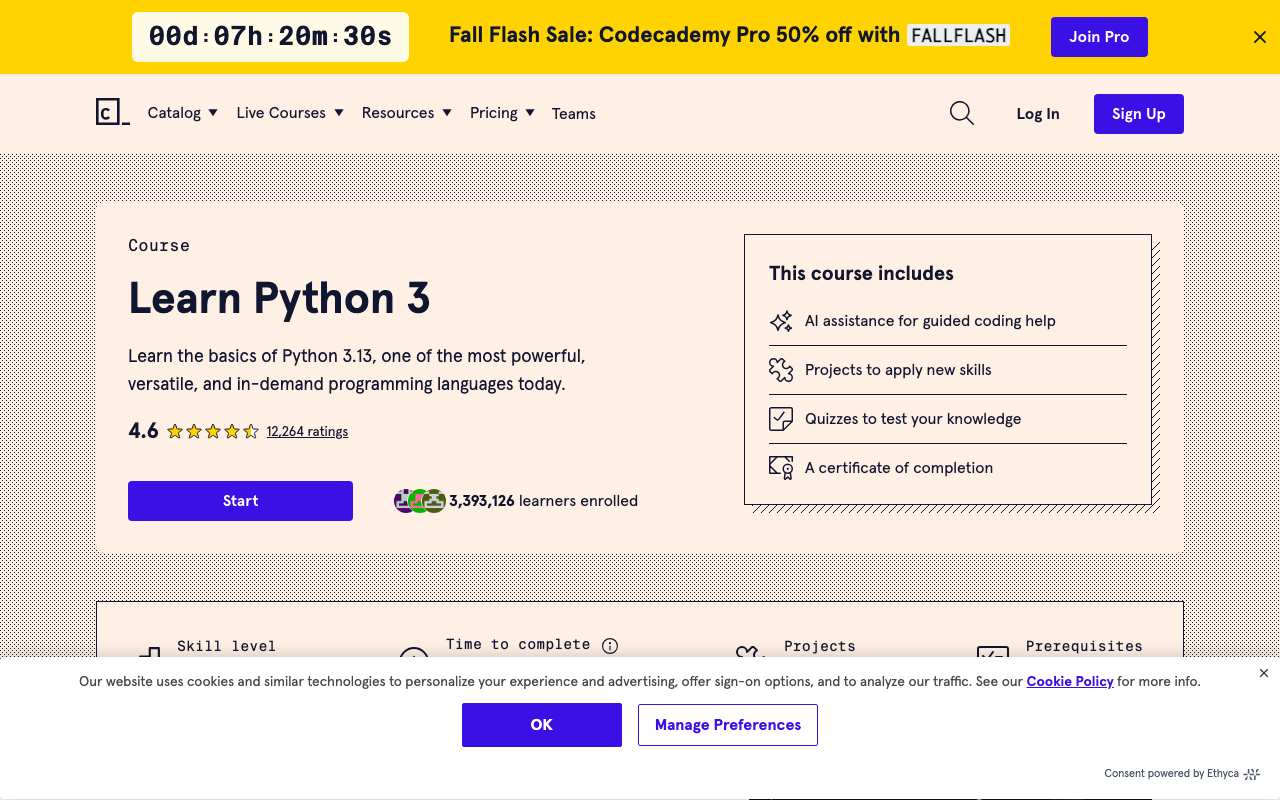 00d:07h:20m:30s
Fall Flash Sale: Codecademy Pro 50% off with FALLFLASH
Join Pro
c_
Catalog
Live Courses
Resources
Pricing
Teams
Log In
Sign Up
Course
Learn Python 3
Learn the basics of Python 3.13, one of the most powerful,
versatile, and in-demand programming languages today.
4.6
12,264 ratings
Start
3,393,126 learners enrolled
This course includes
AI assistance for guided coding help
Projects to apply new skills
Quizzes to test your knowledge
A certificate of completion
Skill level
Time to complete
Projects
Prerequisites
Our website uses cookies and similar technologies to personalize your experience and advertising, offer sign-on options, and to analyze our traffic. See our Cookie Policy for more info.
OK
Manage Preferences
Consent powered by Ethyca